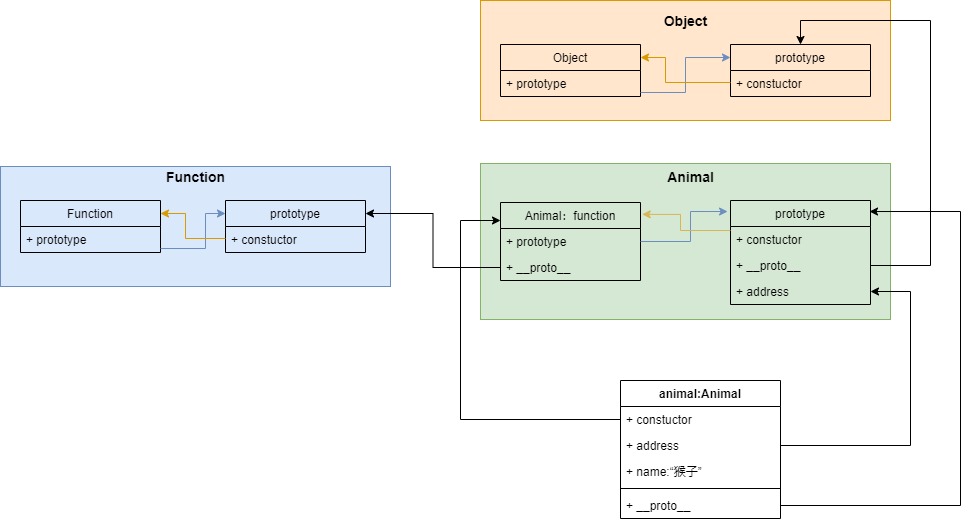 Object
Object
+ prototype
prototype
+ constuctor
Function
Function
+ prototype
prototype
+ constuctor
Animal
Animal：function
+ prototype
+ __proto__
prototype
+ constuctor
+ __proto__
+ address
animal:Animal
+ constuctor
+ address
+ name:“猴子”
+ __proto__